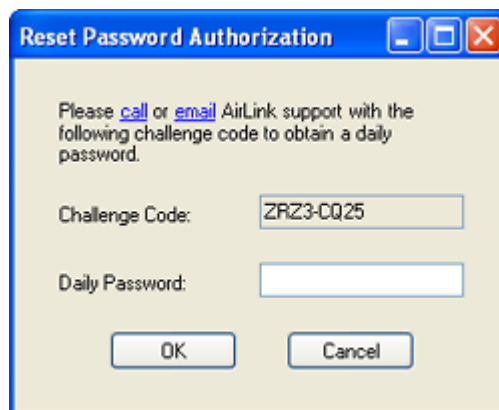 Reset Password Authorization
Please call or email AirLink support with the
following challenge code to obtain a daily
password.
Challenge Code: ZRZ3-CQ25
Daily Password:
OK Cancel